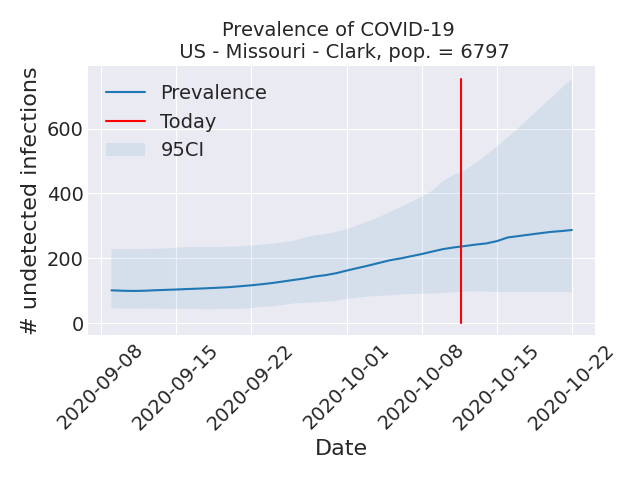 Prevalence of COVID-19
US - Missouri - Clark, pop. = 6797
Prevalence
Today
95CI
# undetected infections
600
400
200
0
2020-09-08
2020-09-15
2020-09-22
2020-10-01
2020-10-08
2020-10-15
2020-10-22
Date